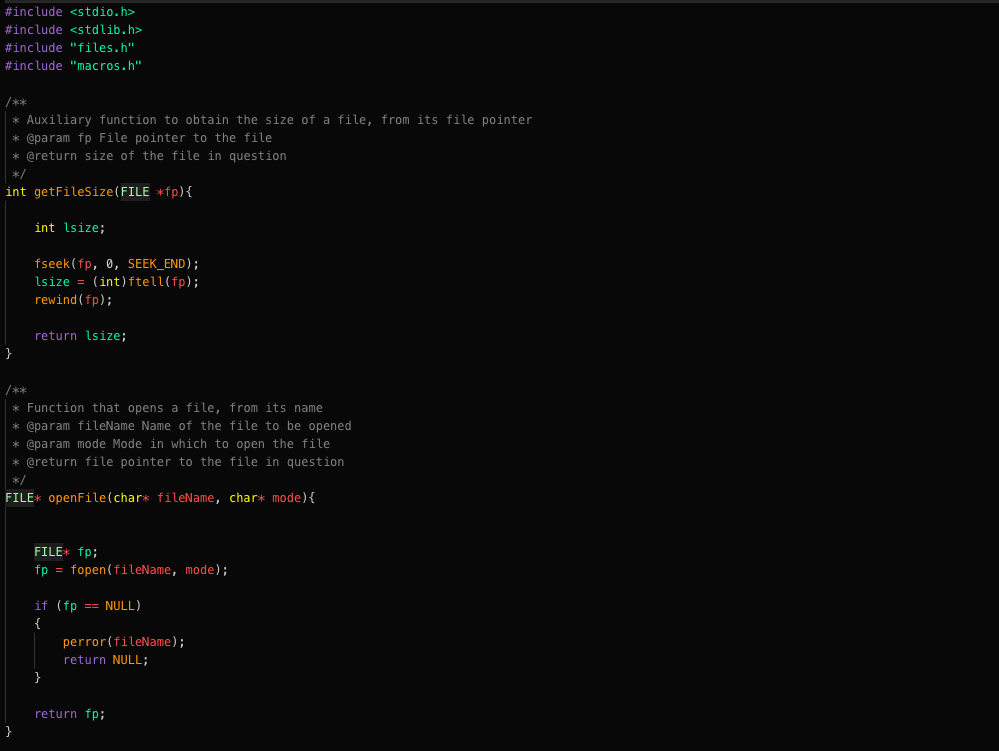 #include <stdio.h>
#include <stdlib.h>
#include "files.h"
#include "macros.h"
/**
 * Auxiliary function to obtain the size of a file, from its file pointer
 * @param fp File pointer to the file
 * @return size of the file in question
 */
int getFileSize(FILE *fp){
    int lsize;
    fseek(fp, 0, SEEK_END);
    lsize = (int)ftell(fp);
    rewind(fp);
    return lsize;
}
/**
 * Function that opens a file, from its name
 * @param fileName Name of the file to be opened
 * @param mode Mode in which to open the file
 * @return file pointer to the file in question
 */
FILE* openFile(char* fileName, char* mode){
    FILE* fp;
    fp = fopen(fileName, mode);
    if (fp == NULL)
    {
        perror(fileName);
        return NULL;
    }
    return fp;
}